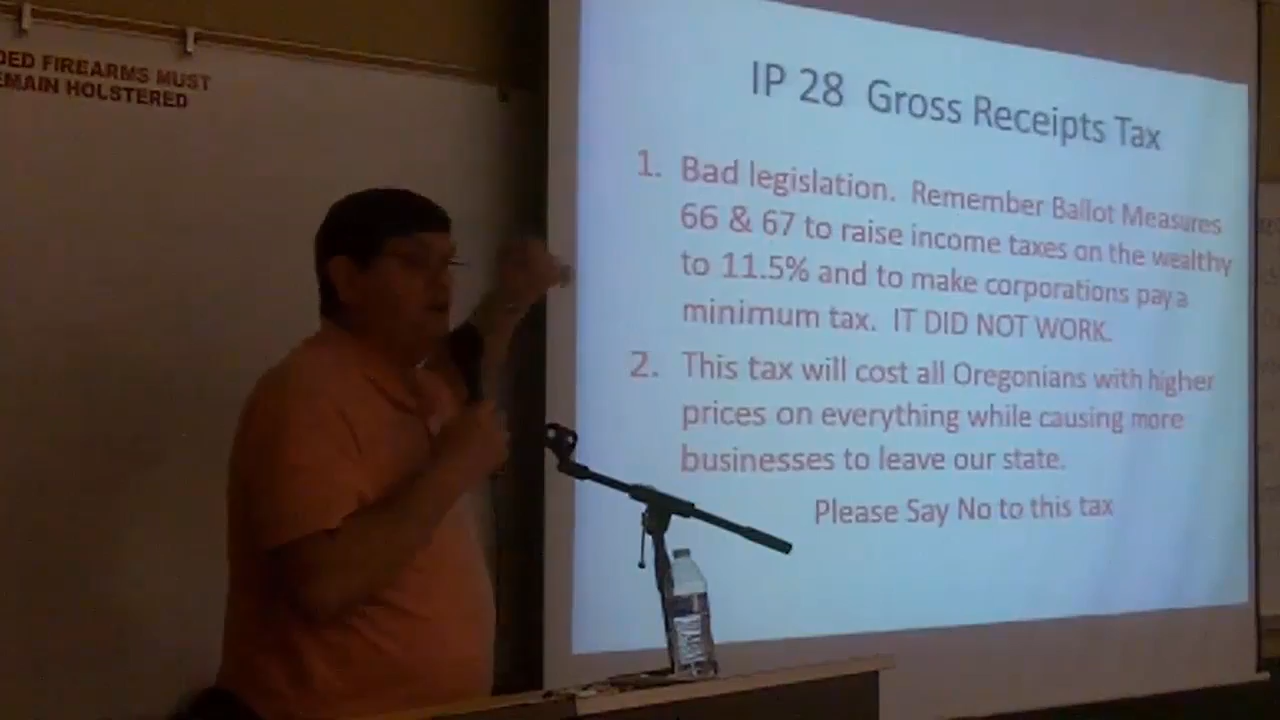 DED FIREARMS MUST
EMAIN HOLSTERED
IP 28 Gross Receipts Tax
1. Bad legislation. Remember Ballot Measures
66 & 67 to raise income taxes on the wealthy
to 11.5% and to make corporations pay a
minimum tax. IT DID NOT WORK.
2. This tax will cost all Oregonians with higher
prices on everything while causing more
businesses to leave our state.
Please Say No to this tax